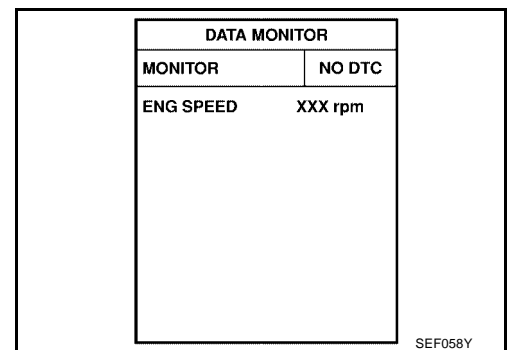 DATA MONITOR
MONITOR NO DTC
ENG SPEED XXX rpm
SEF058Y